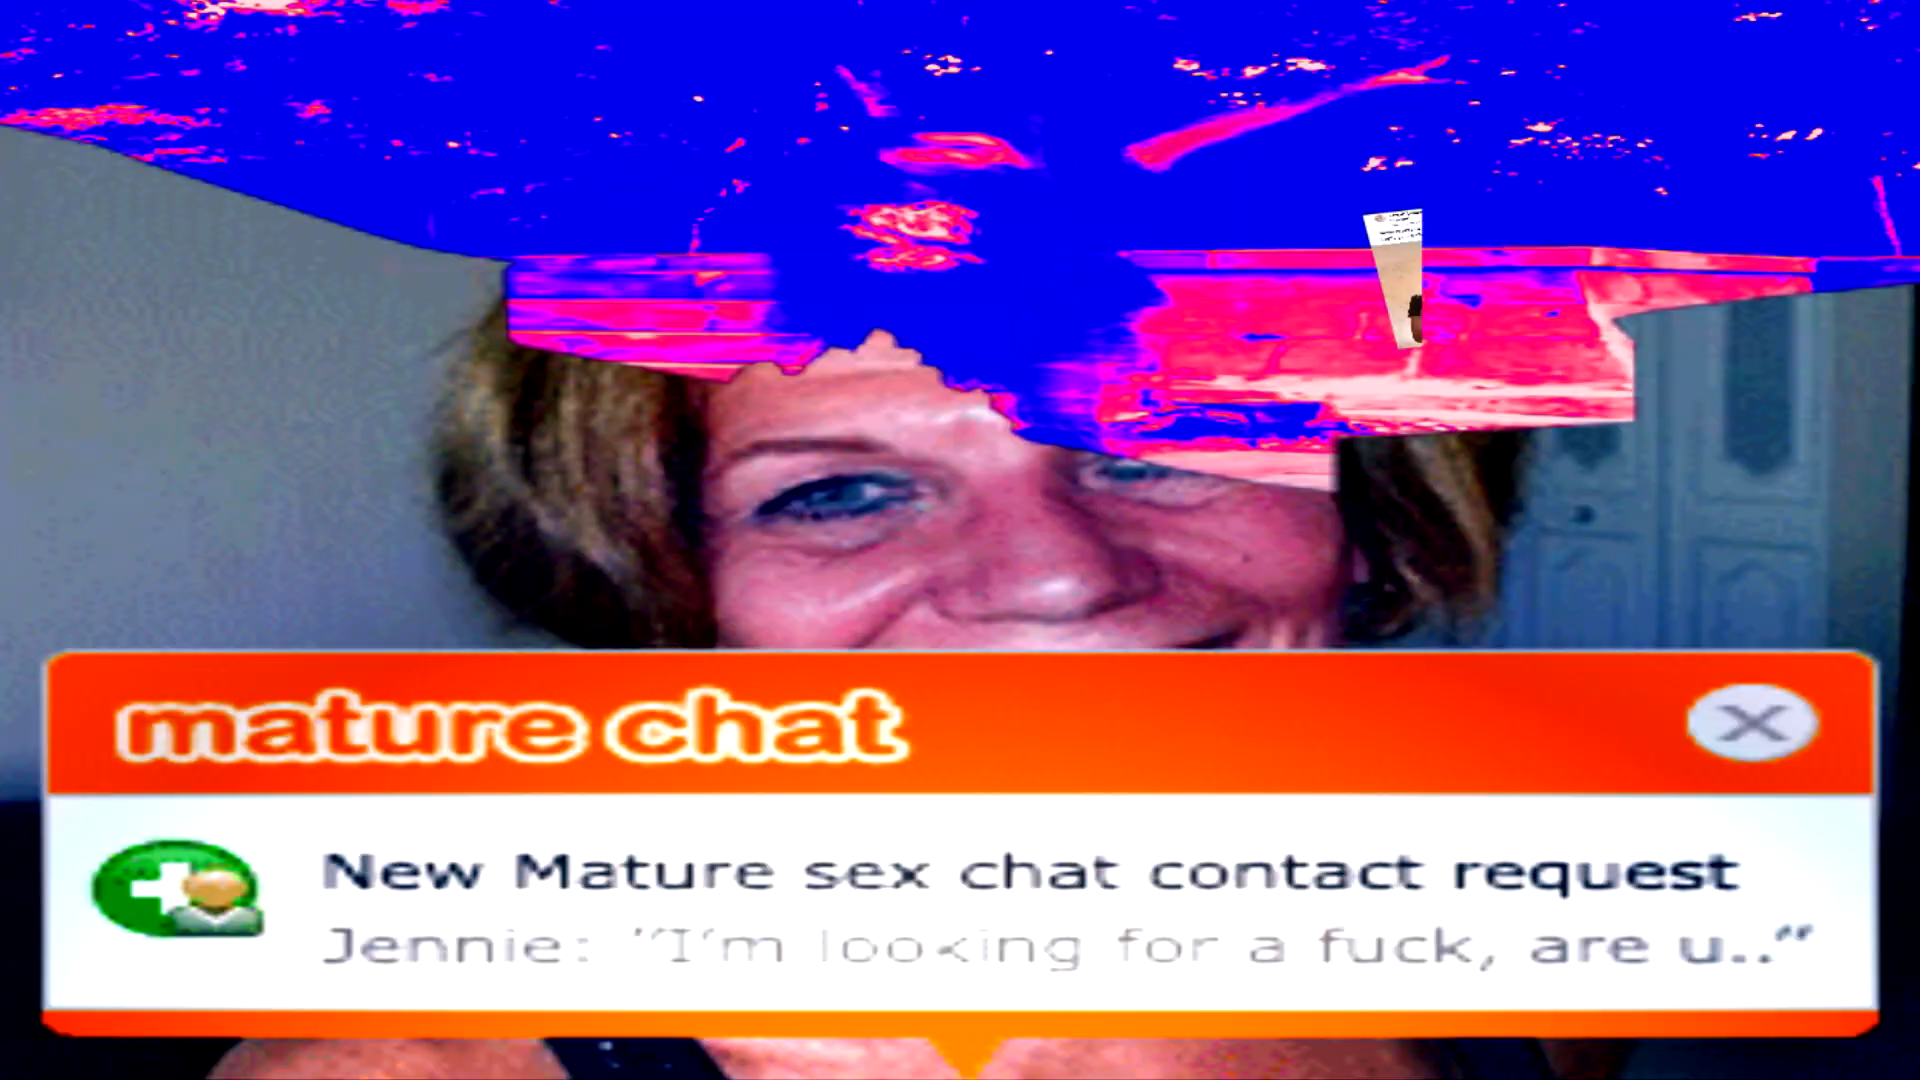 mature chat
New Mature sex chat contact request
Jennie: "I'm looking for a fuck, are u.."